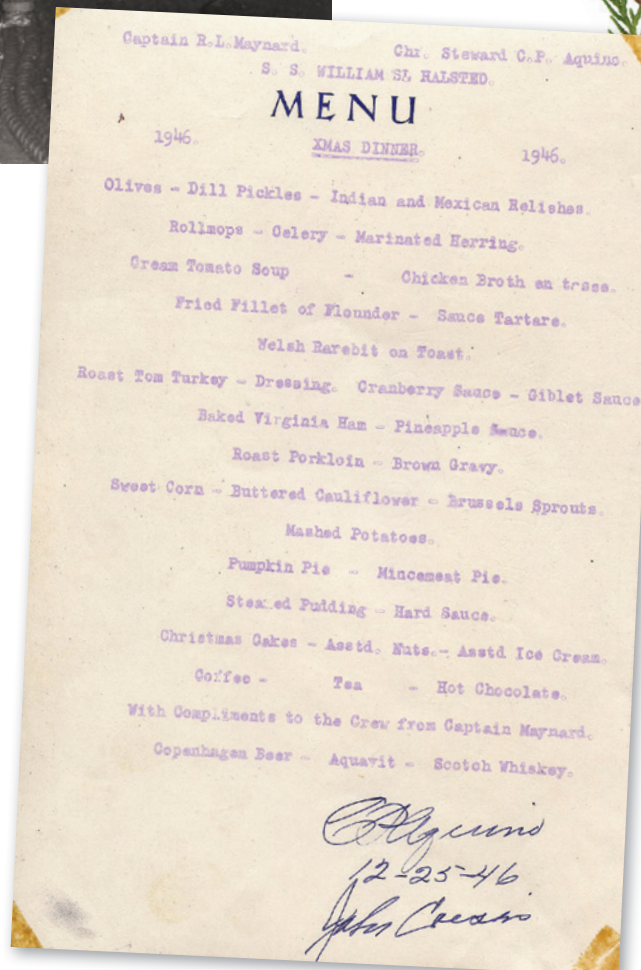 Captain R.L.Maynard. Chr. Steward C.P. Aquino.
S. S. WILLIAM S. HALSTED.
MENU
1946. XMAS DINNER. 1946.
Olives - Dill Pickles - Indian and Mexican Relishes.
Rollmops - Celery - Marinated Herring.
Cream Tomato Soup - Chicken Broth en trsse.
Fried Fillet of Flounder - Sauce Tartare.
Welsh Rarebit on Toast.
Roast Tom Turkey - Dressing. Cranberry Sauce - Giblet Sauce
Baked Virginia Ham - Pineapple Sauce.
Roast Porkloin - Brown Gravy.
Sweet Corn - Buttered Cauliflower - Brussels Sprouts.
Mashed Potatoes.
Pumpkin Pie - Mincemeat Pie.
Steamed Pudding - Hard Sauce.
Christmas Cakes - Asstd. Nuts.- Asstd Ice Cream.
Coffee - Tea - Hot Chocolate.
With Compliments to the Crew from Captain Maynard.
Copenhagen Beer - Aquavit - Scotch Whiskey.
CPAquino
12-25-46
John